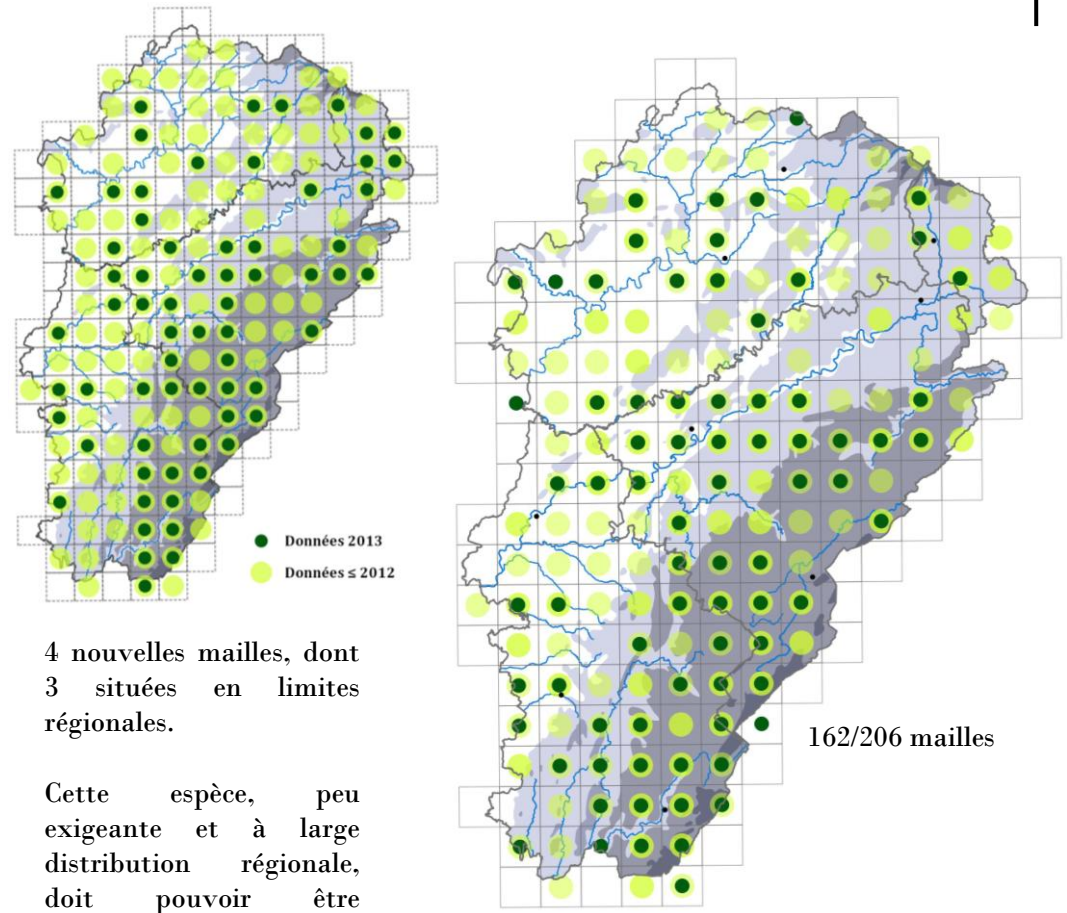 Données 2013
Données ≤ 2012
4 nouvelles mailles, dont
3 situées en limites
régionales.
162/206 mailles
Cette espèce, peu
exigeante et à large
distribution régionale,
doit pouvoir être